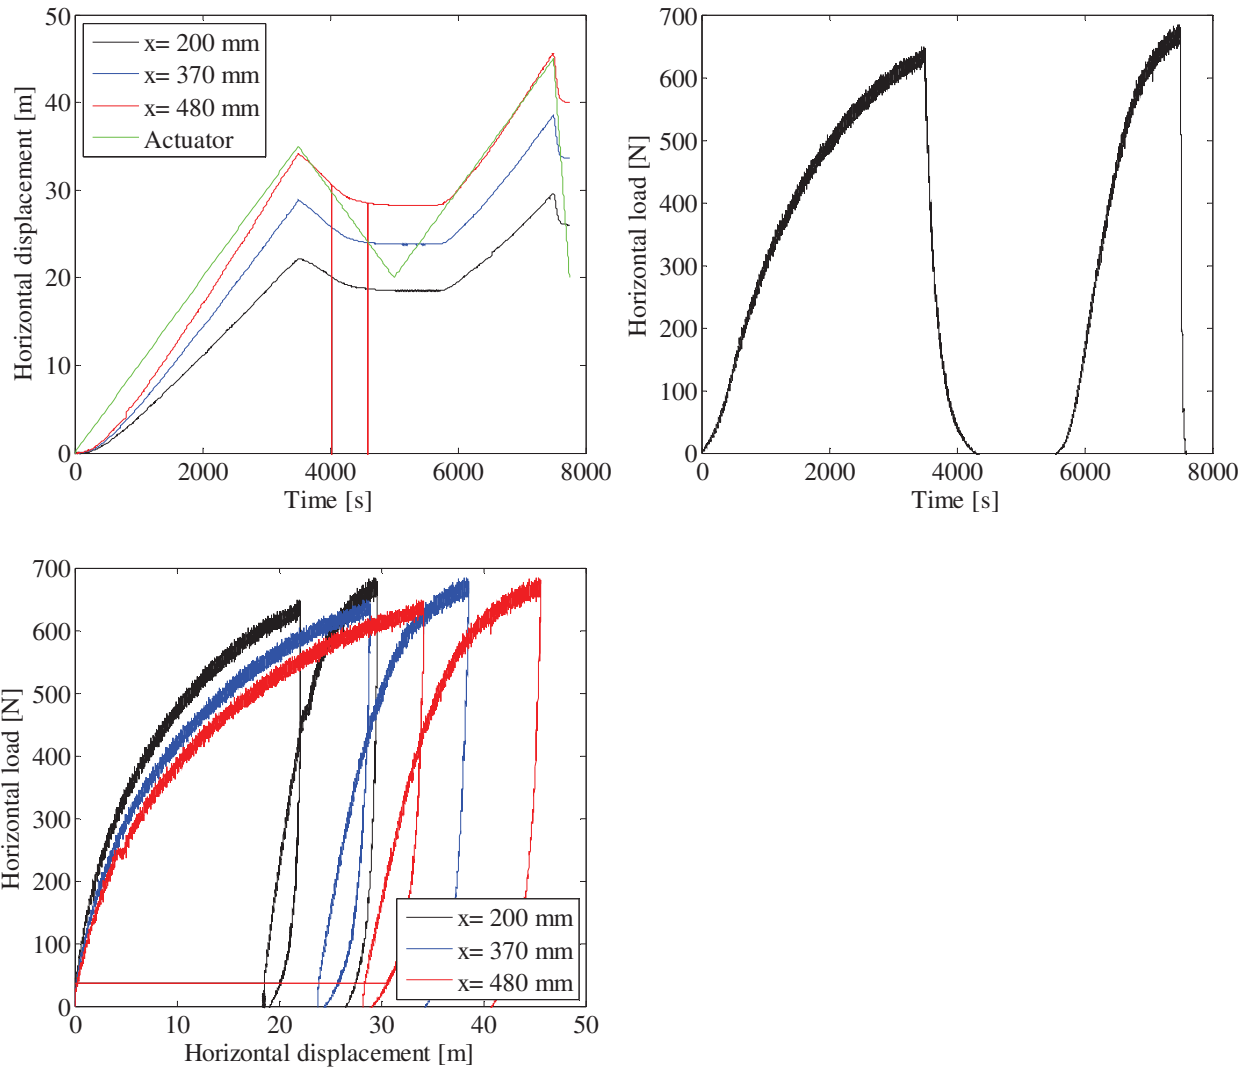 50
40
30
20
10
0
Horizontal displacement [m]
x= 200 mm
x= 370 mm
x= 480 mm
Actuator
0 2000 4000 6000 8000
Time [s]
700
600
500
400
300
200
100
0
Horizontal load [N]
0 2000 4000 6000 8000
Time [s]
700
600
500
400
300
200
100
0
Horizontal load [N]
x= 200 mm
x= 370 mm
x= 480 mm
0 10 20 30 40 50
Horizontal displacement [m]